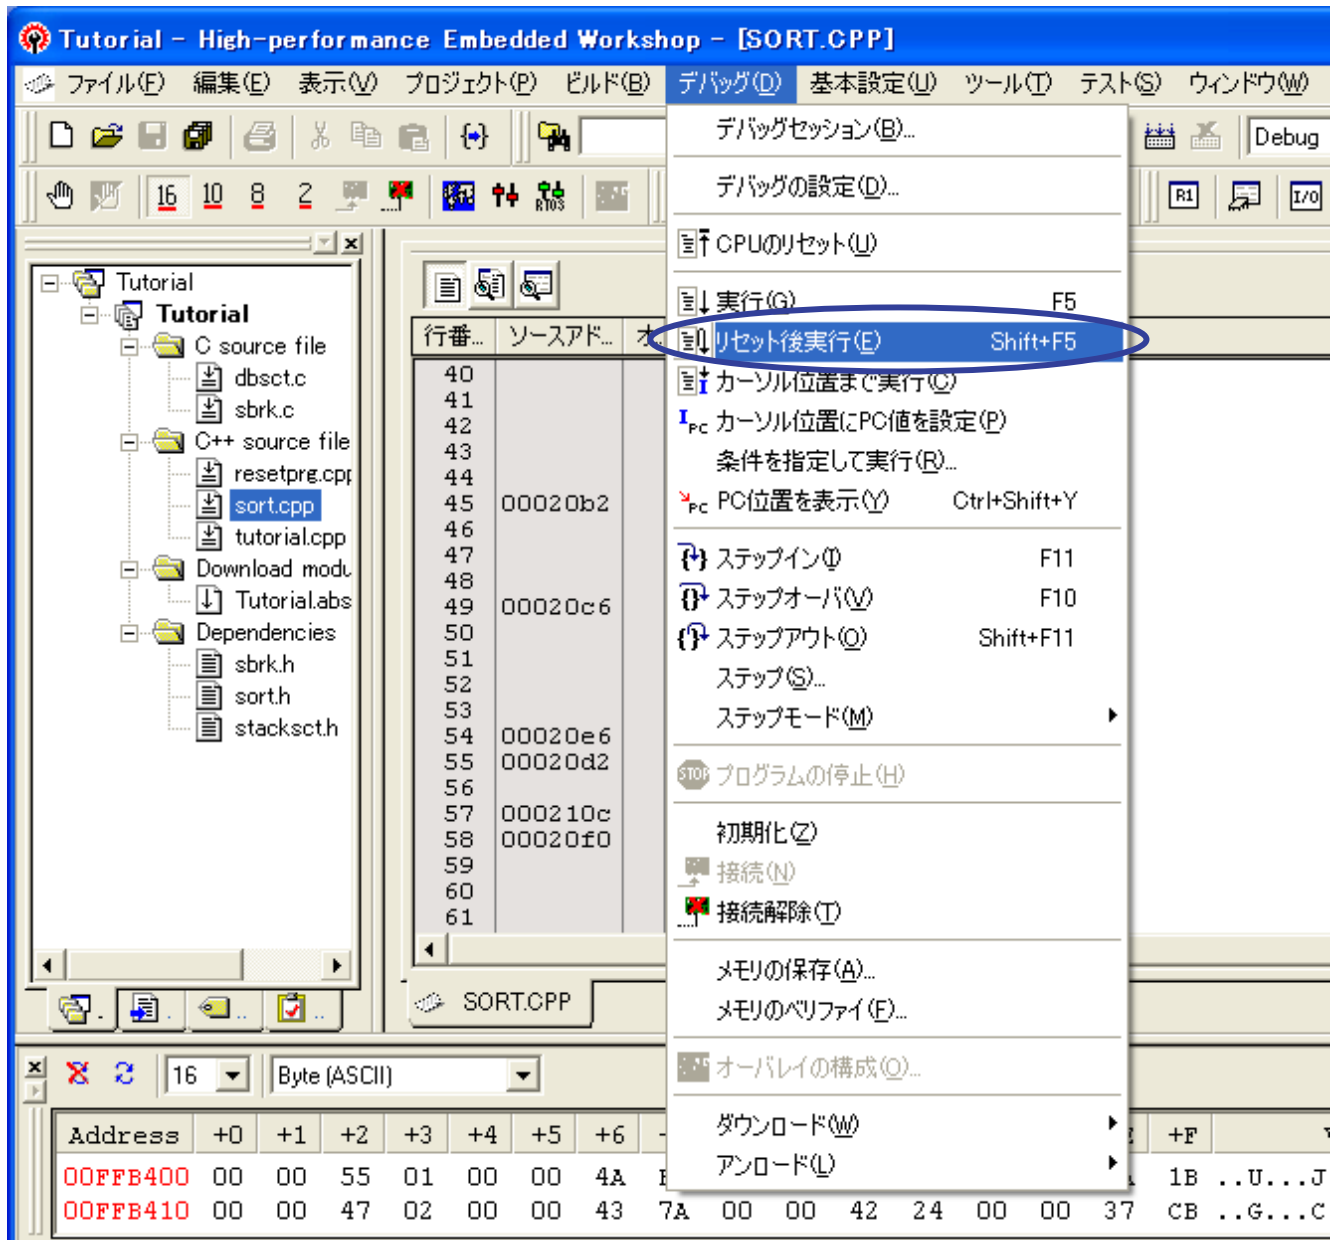 Tutorial - High-performance Embedded Workshop - [SORT.CPP]
ファイル(F) 編集(E) 表示(V) プロジェクト(P) ビルド(B) デバッグ(D) 基本設定(U) ツール(T) テスト(S) ウィンドウ(W)
Debug
16 10 8 2 RTOS R1 I/O
Tutorial
Tutorial
C source file
dbsct.c
sbrk.c
C++ source file
resetprg.cpp
sort.cpp
tutorial.cpp
Download modu
Tutorial.abs
Dependencies
sbrk.h
sort.h
stacksct.h
行番... ソースアド... オ
40
41
42
43
44
45 00020b2
46
47
48
49 00020c6
50
51
52
53
54 00020e6
55 00020d2
56
57 000210c
58 00020f0
59
60
61
SORT.CPP
デバッグセッション(B)...
デバッグの設定(D)...
CPUのリセット(U)
実行(G) F5
リセット後実行(E) Shift+F5
カーソル位置まで実行(C)
カーソル位置にPC値を設定(P)
条件を指定して実行(R)...
PC位置を表示(Y) Ctrl+Shift+Y
ステップイン(I) F11
ステップオーバ(V) F10
ステップアウト(O) Shift+F11
ステップ(S)...
ステップモード(M)
STOP プログラムの停止(H)
初期化(Z)
接続(N)
接続解除(T)
メモリの保存(A)...
メモリのベリファイ(F)...
オーバレイの構成(O)...
ダウンロード(W)
アンロード(L)
16 Byte (ASCII)
Address +0 +1 +2 +3 +4 +5 +6 +F
00FFB400 00 00 55 01 00 00 4A 1B ..U...J
00FFB410 00 00 47 02 00 00 43 7A 00 00 42 24 00 00 37 CB ..G...C